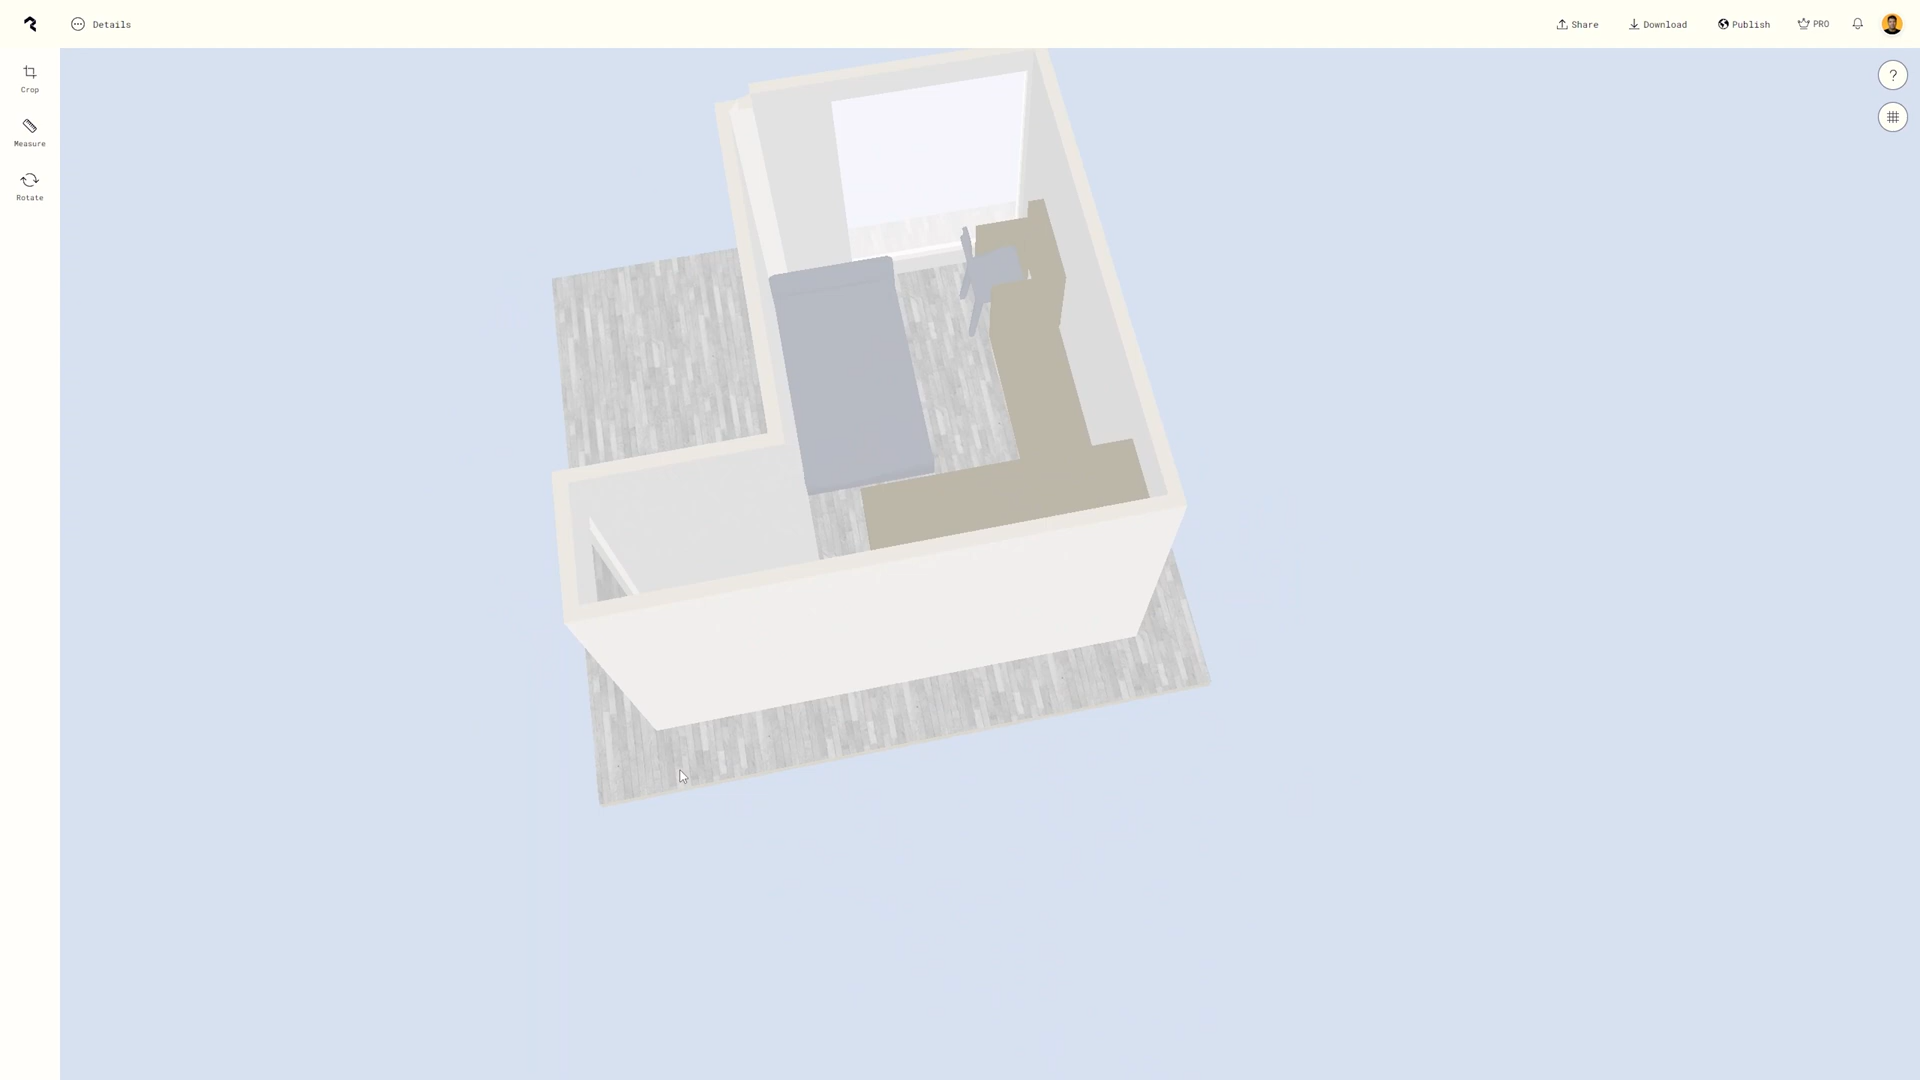 Details
Share
Download
Publish
PRO
Crop
Measure
Rotate
?